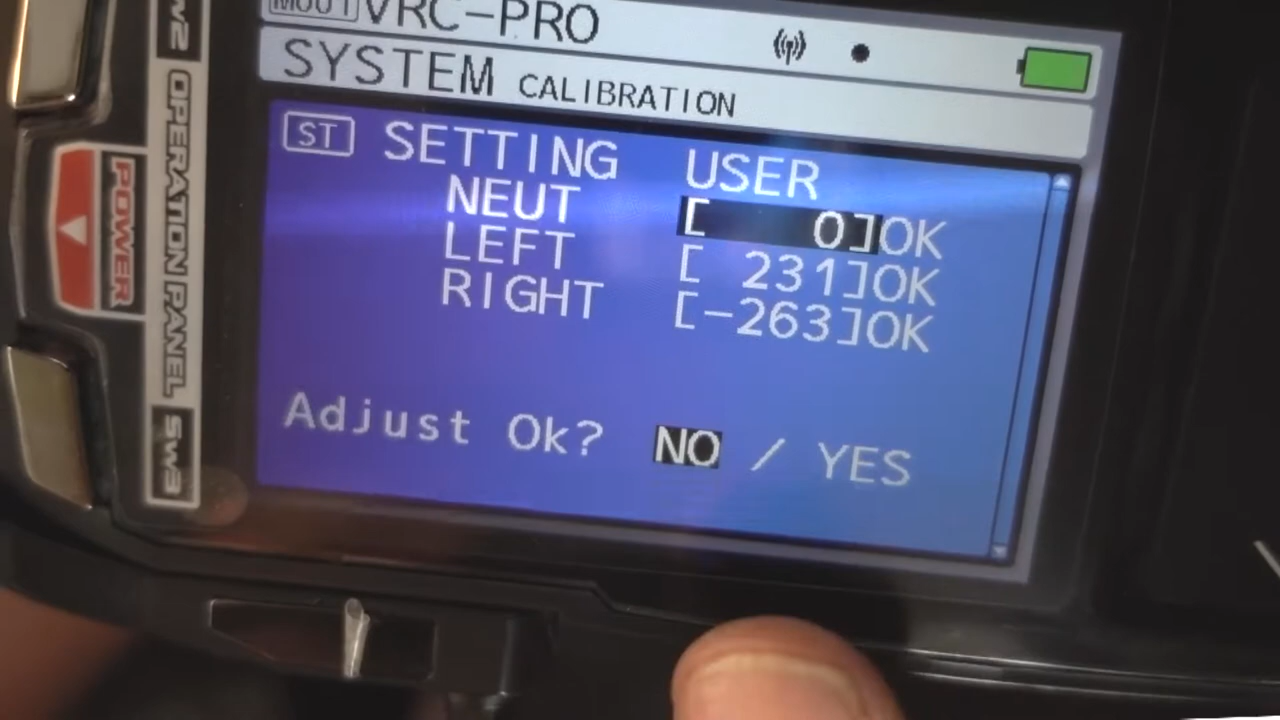 MOD1 VRC-PRO
SYSTEM CALIBRATION
ST SETTING USER
NEUT [ 0]OK
LEFT [ 231]OK
RIGHT [-263]OK
Adjust Ok? NO / YES
SW2
OPERATION PANEL
SW3
POWER